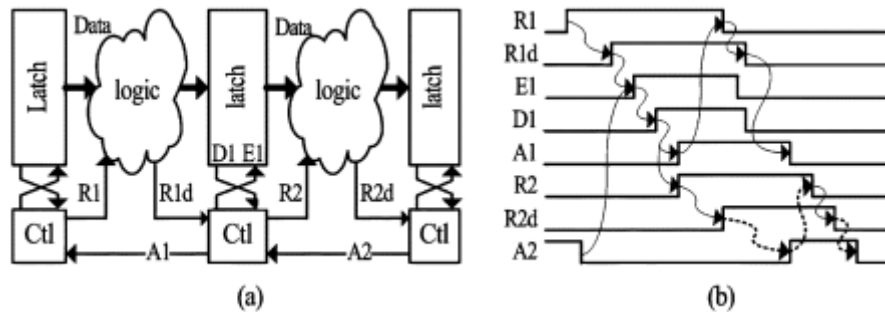 Data
Data
Latch
logic
latch
logic
latch
D1 E1
R1
R1d
R2
R2d
Ctl
Ctl
Ctl
A1
A2
(a)
R1
R1d
E1
D1
A1
R2
R2d
A2
(b)